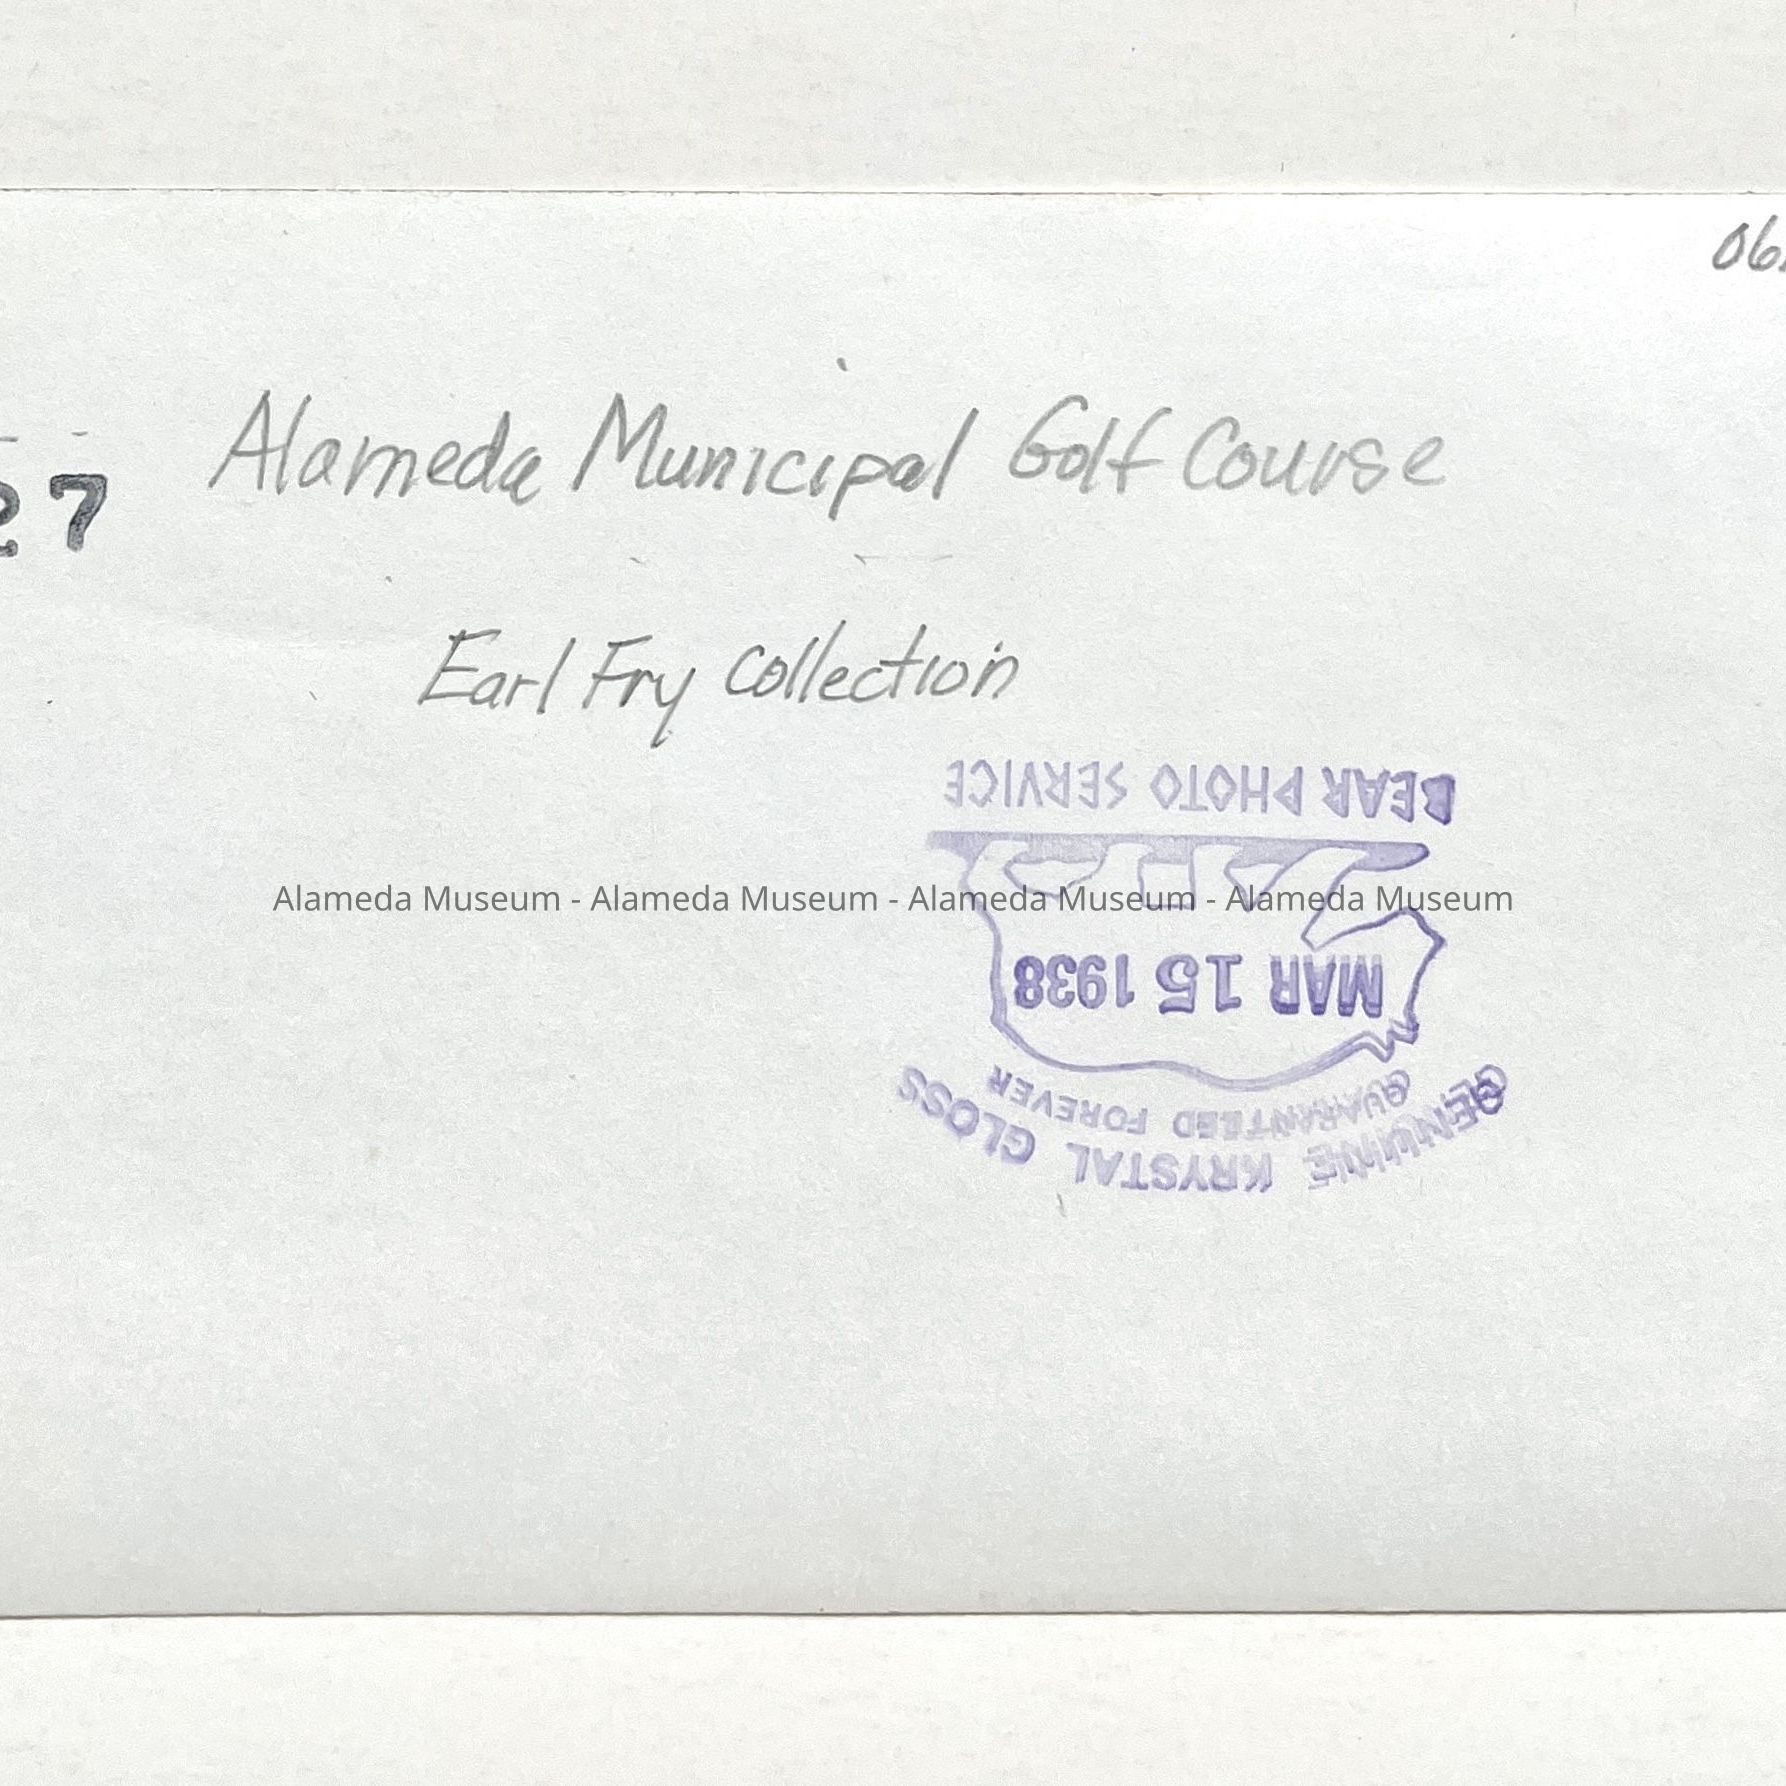 06
Alameda Municipal Golf Course
27
Earl Fry Collection
Alameda Museum - Alameda Museum - Alameda Museum - Alameda Museum
GENUINE KRYSTAL GLOSS
GUARANTEED FOREVER
MAR 15 1938
BEAR PHOTO SERVICE